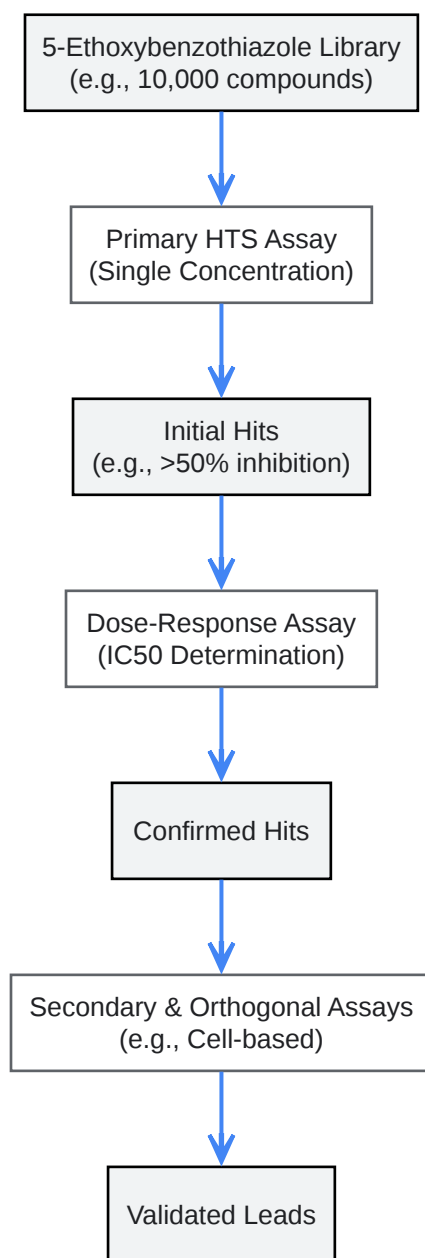 5-Ethoxybenzothiazole Library
(e.g., 10,000 compounds)
Primary HTS Assay
(Single Concentration)
Initial Hits
(e.g., >50% inhibition)
Dose-Response Assay
(IC50 Determination)
Confirmed Hits
Secondary & Orthogonal Assays
(e.g., Cell-based)
Validated Leads